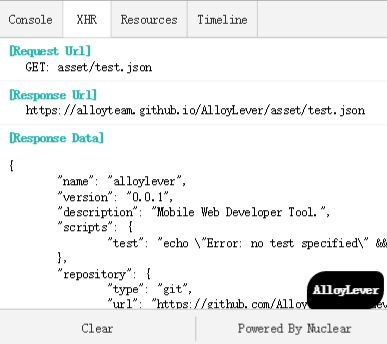 Console XHR Resources Timeline
[Request Url]
GET: asset/test.json
[Response Url]
https://alloyteam.github.io/AlloyLever/asset/test.json
[Response Data]
{
"name": "alloylever",
"version": "0.0.1",
"description": "Mobile Web Developer Tool.",
"scripts": {
"test": "echo \"Error: no test specified\" &&
},
"repository": {
"type": "git",
"url": "https://github.com/Alloy
AlloyLever
Clear Powered By Nuclear